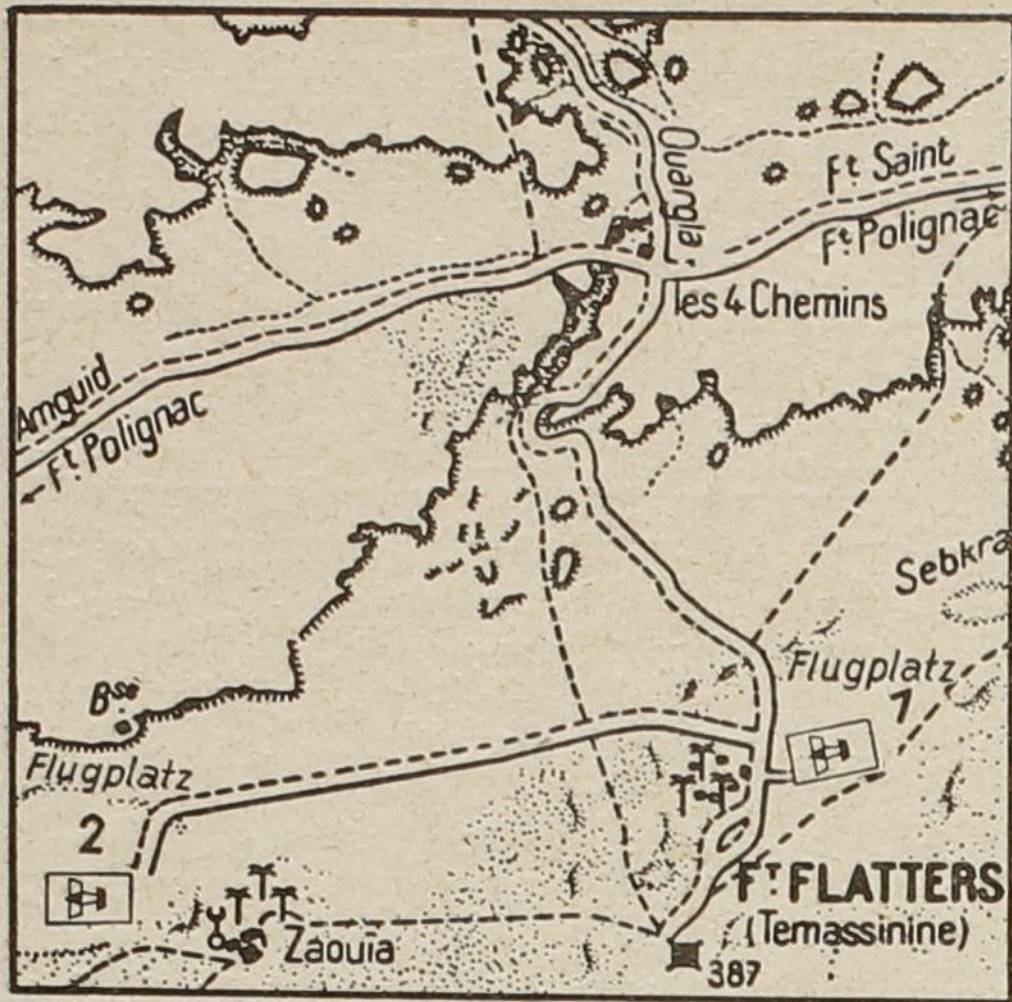 Ouargla
Ft. Saint
Ft. Polignac
les 4 Chemins
Amguid
Ft. Polignac
Sebkra
Flugplatz
1
Bse
Flugplatz
2
FT. FLATTERS
(Temassinine)
Zaouïa
387